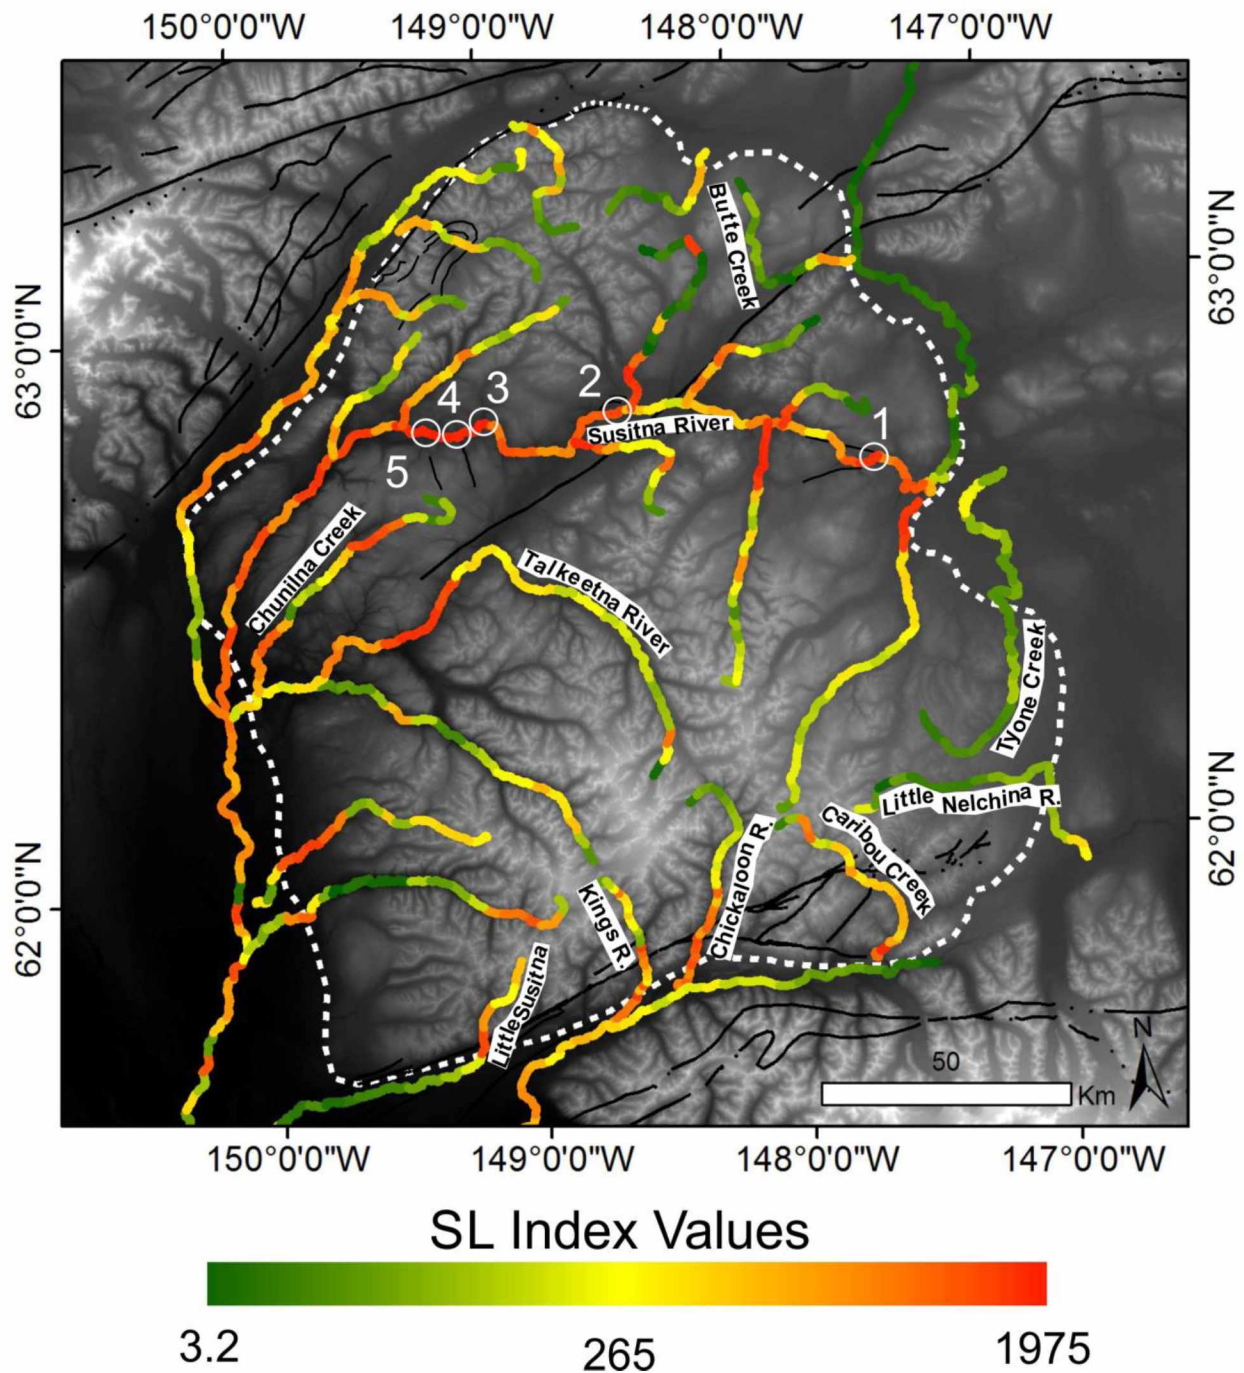 150°0'0"W 149°0'0"W 148°0'0"W 147°0'0"W
63°0'0"N
63°0'0"N
62°0'0"N
62°0'0"N
Butte Creek
2
3
4
5
1
Susitna River
Chunilna Creek
Talkeetna River
Tyone Creek
Little Nelchina R.
Caribou Creek
Chickaloon R.
Kings R.
Little Susitna
N
50
Km
150°0'0"W 149°0'0"W 148°0'0"W 147°0'0"W
SL Index Values
3.2 265 1975